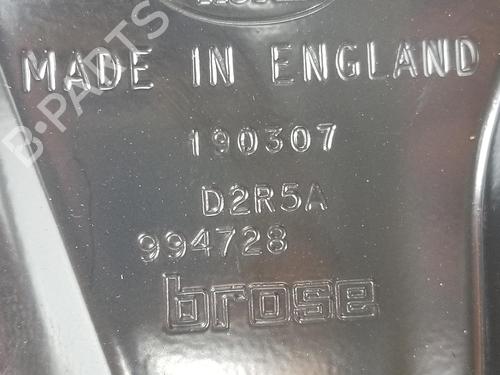 MADE IN ENGLAND
190307
D2R5A
994728
brose
B-PARTS